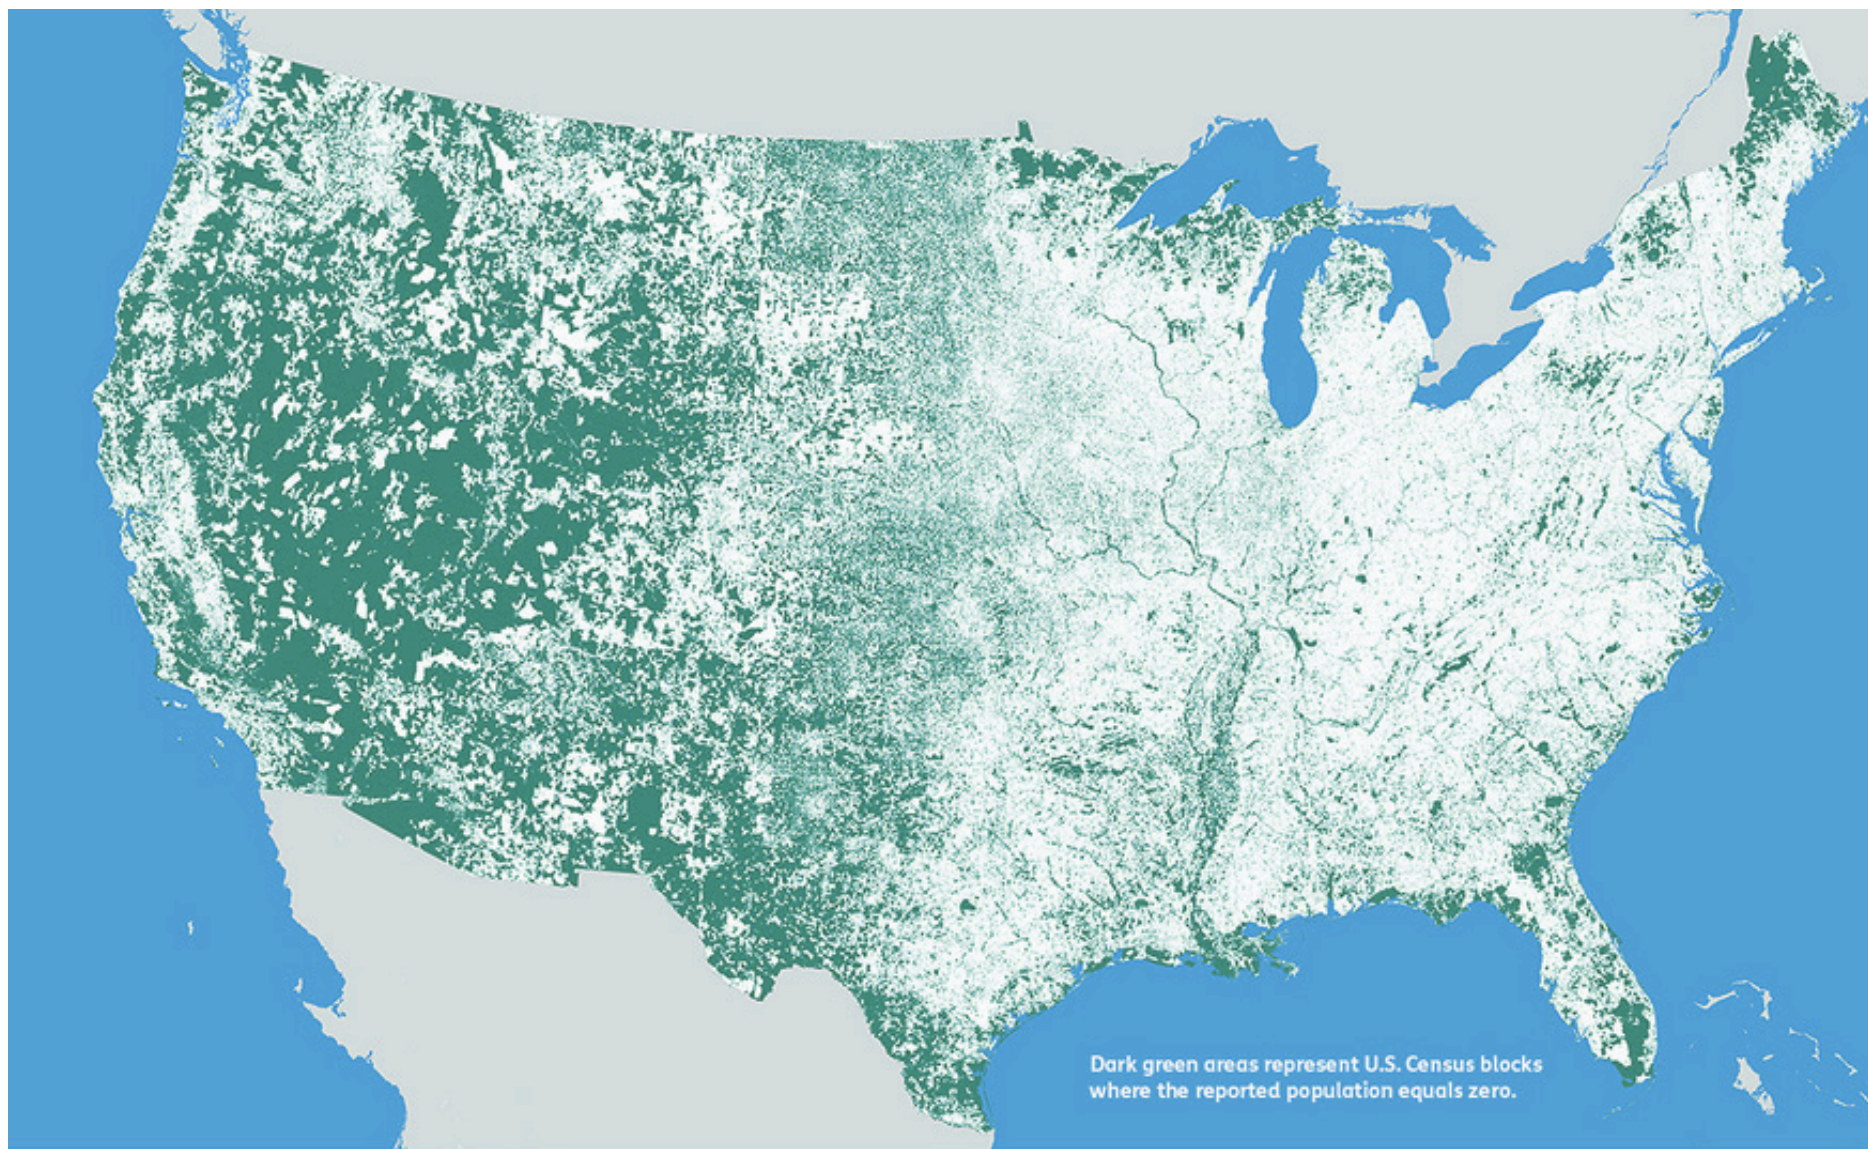 Dark green areas represent U.S. Census blocks
where the reported population equals zero.